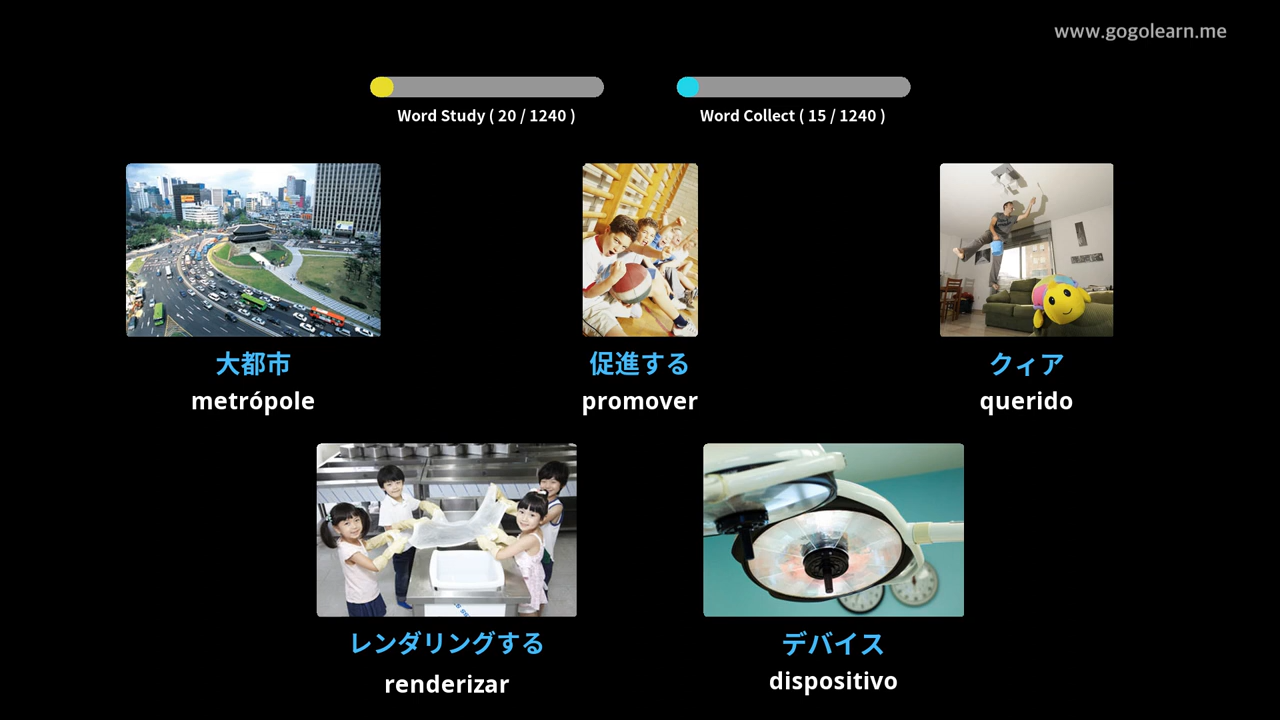 www.gogolearn.me
Word Study ( 20 / 1240 )
Word Collect ( 15 / 1240 )
大都市
metrópole
促進する
promover
クィア
querido
レンダリングする
renderizar
デバイス
dispositivo